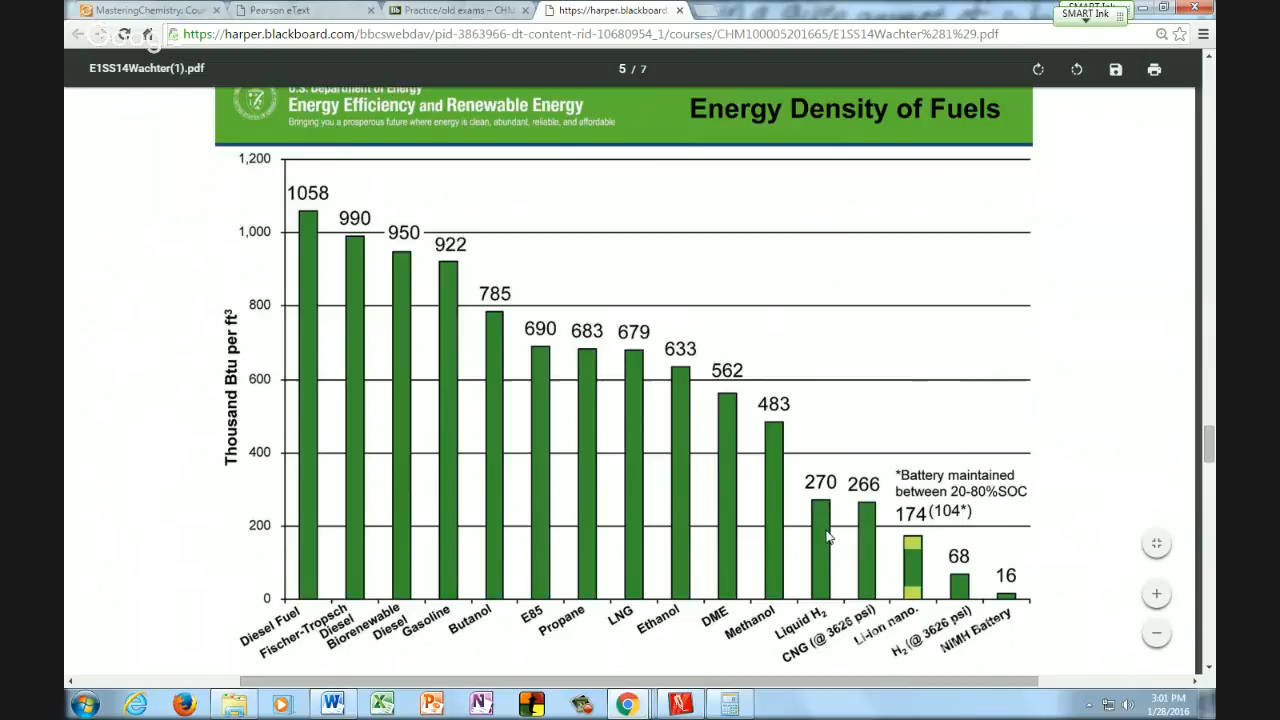 MasteringChemistry: Cour
Pearson eText
Practice/old exams – CHM
https://harper.blackboard.
SMART Ink
https://harper.blackboard.com/bbcswebdav/pid-3863968-dt-content-rid-10680954_1/courses/CHM100005201665/E1SS14Wachter%281%29.pdf
E1SS14Wachter(1).pdf
5 / 7
U.S. Department of Energy
Energy Efficiency and Renewable Energy
Bringing you a prosperous future where energy is clean, abundant, reliable, and affordable
Energy Density of Fuels
Thousand Btu per ft³
1,200
1,000
800
600
400
200
0
1058
990
950
922
785
690
683
679
633
562
483
270
266
*Battery maintained
between 20-80%SOC
174 (104*)
68
16
Diesel Fuel
Fischer-Tropsch
Diesel
Biorenewable
Diesel
Gasoline
Butanol
E85
Propane
LNG
Ethanol
DME
Methanol
Liquid H₂
CNG (@ 3626 psi)
Li-ion nano.
H₂ (@ 3626 psi)
NiMH Battery
3:01 PM
1/28/2016